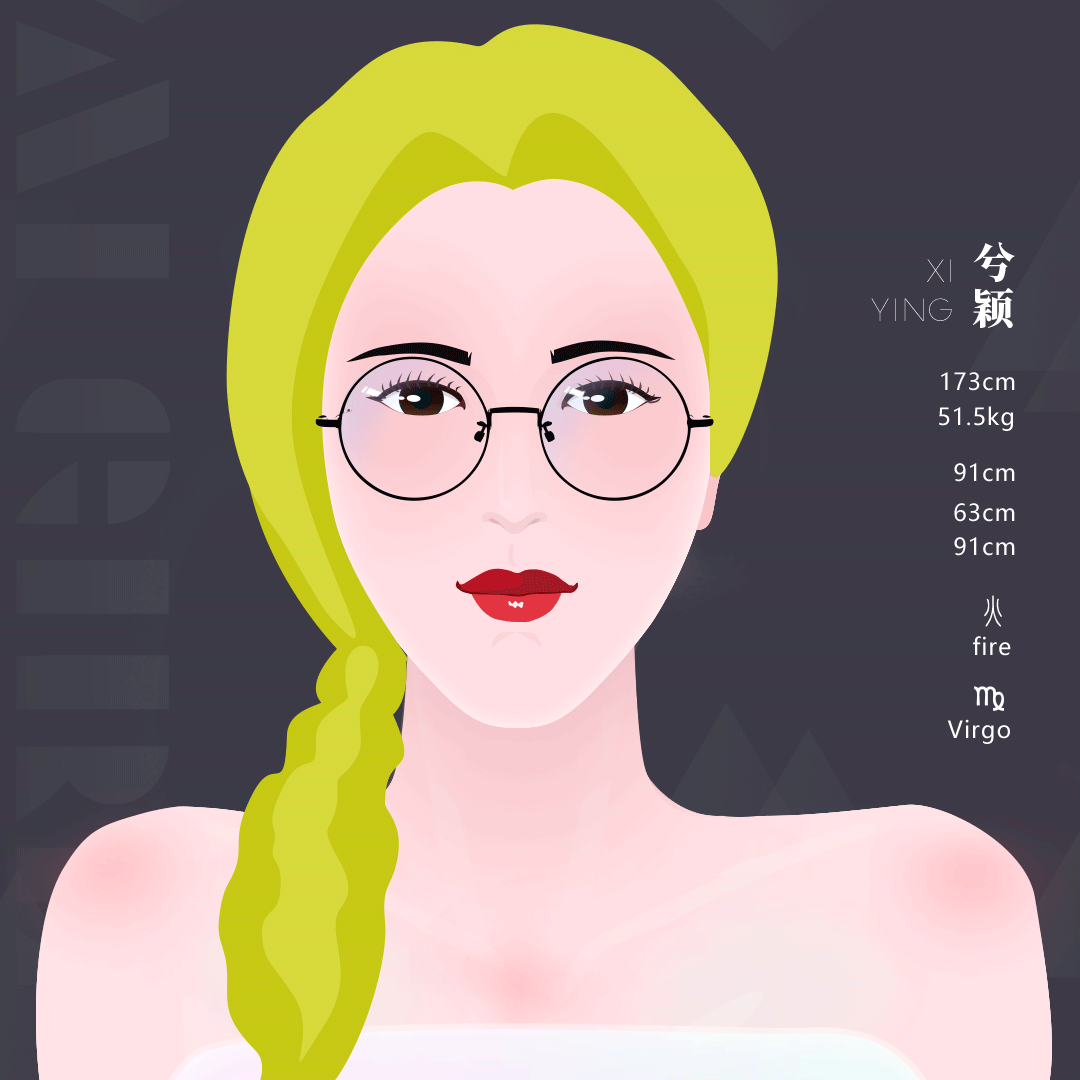 兮颖
XI
YING
173cm
51.5kg
91cm
63cm
91cm
火
fire
♍
Virgo